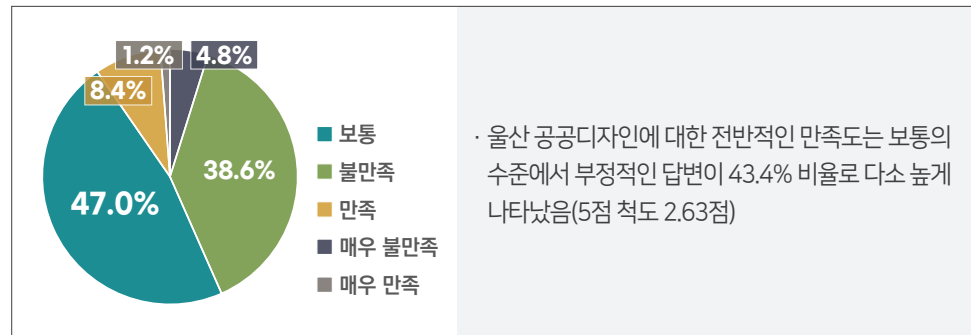 1.2%
4.8%
8.4%
38.6%
47.0%
보통
불만족
만족
매우 불만족
매우 만족
· 울산 공공디자인에 대한 전반적인 만족도는 보통의
수준에서 부정적인 답변이 43.4% 비율로 다소 높게
나타났음(5점 척도 2.63점)